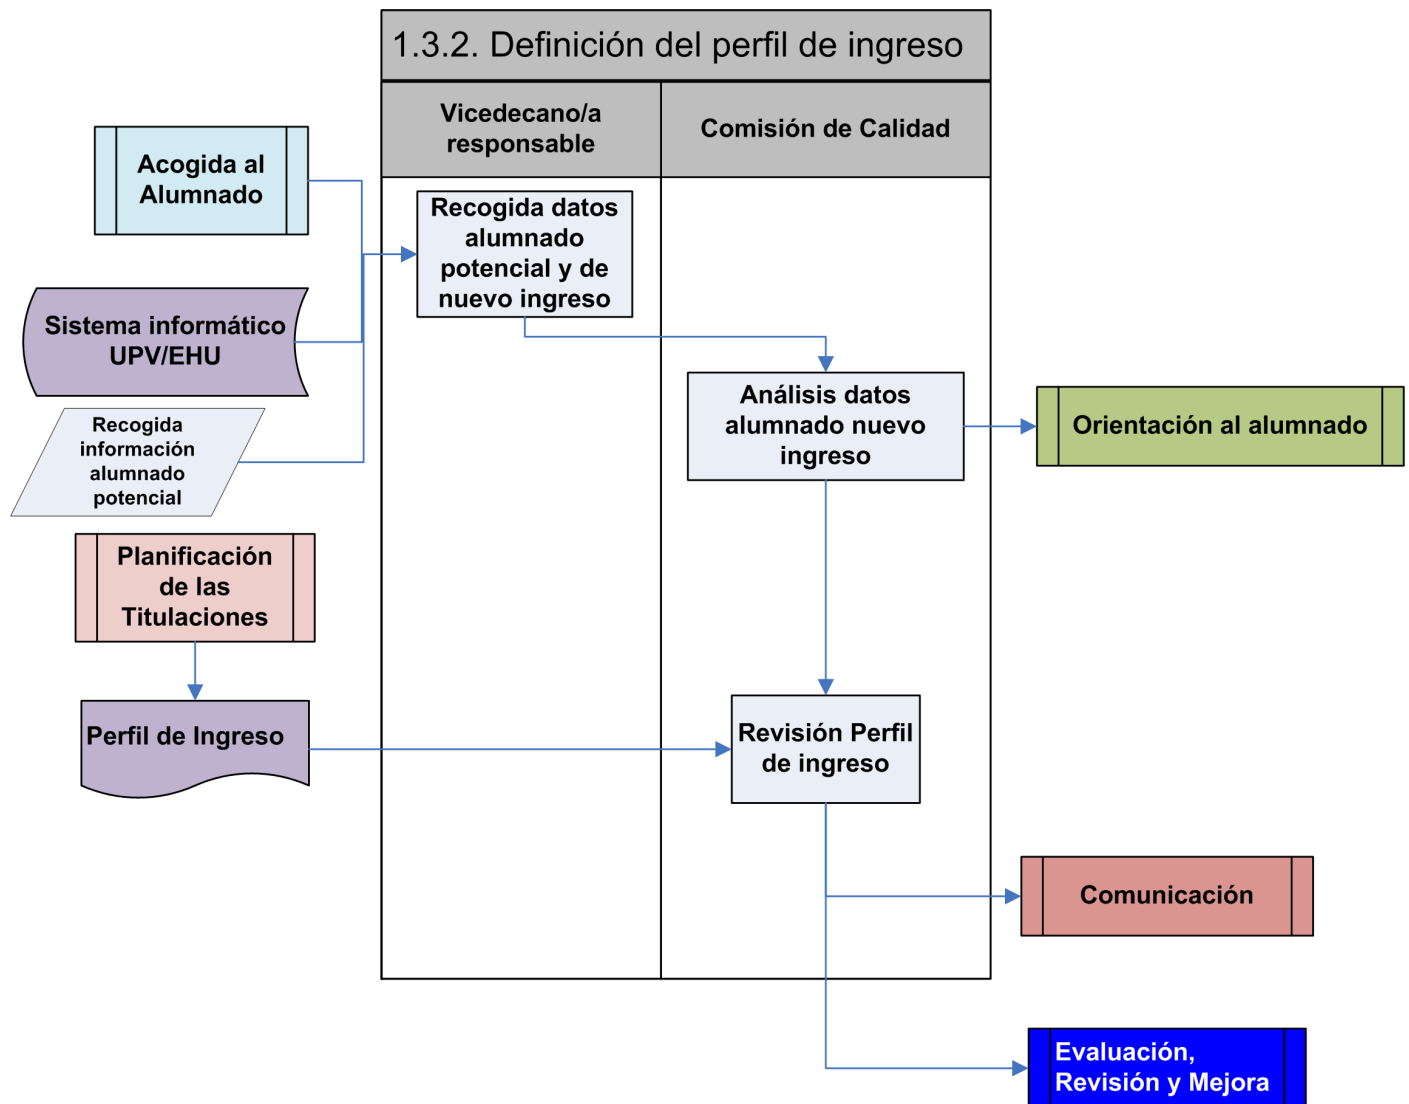 1.3.2. Definición del perfil de ingreso
Vicedecano/a
responsable
Comisión de Calidad
Acogida al
Alumnado
Recogida datos
alumnado
potencial y de
nuevo ingreso
Sistema informático
UPV/EHU
Análisis datos
alumnado nuevo
ingreso
Orientación al alumnado
Recogida
información
alumnado
potencial
Planificación
de las
Titulaciones
Perfil de Ingreso
Revisión Perfil
de ingreso
Comunicación
Evaluación,
Revisión y Mejora